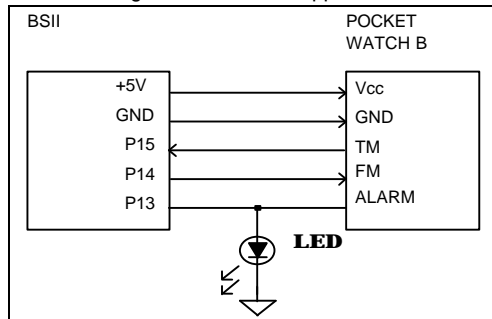 BSII
POCKET
WATCH B
+5V
Vcc
GND
GND
P15
TM
P14
FM
P13
ALARM
LED